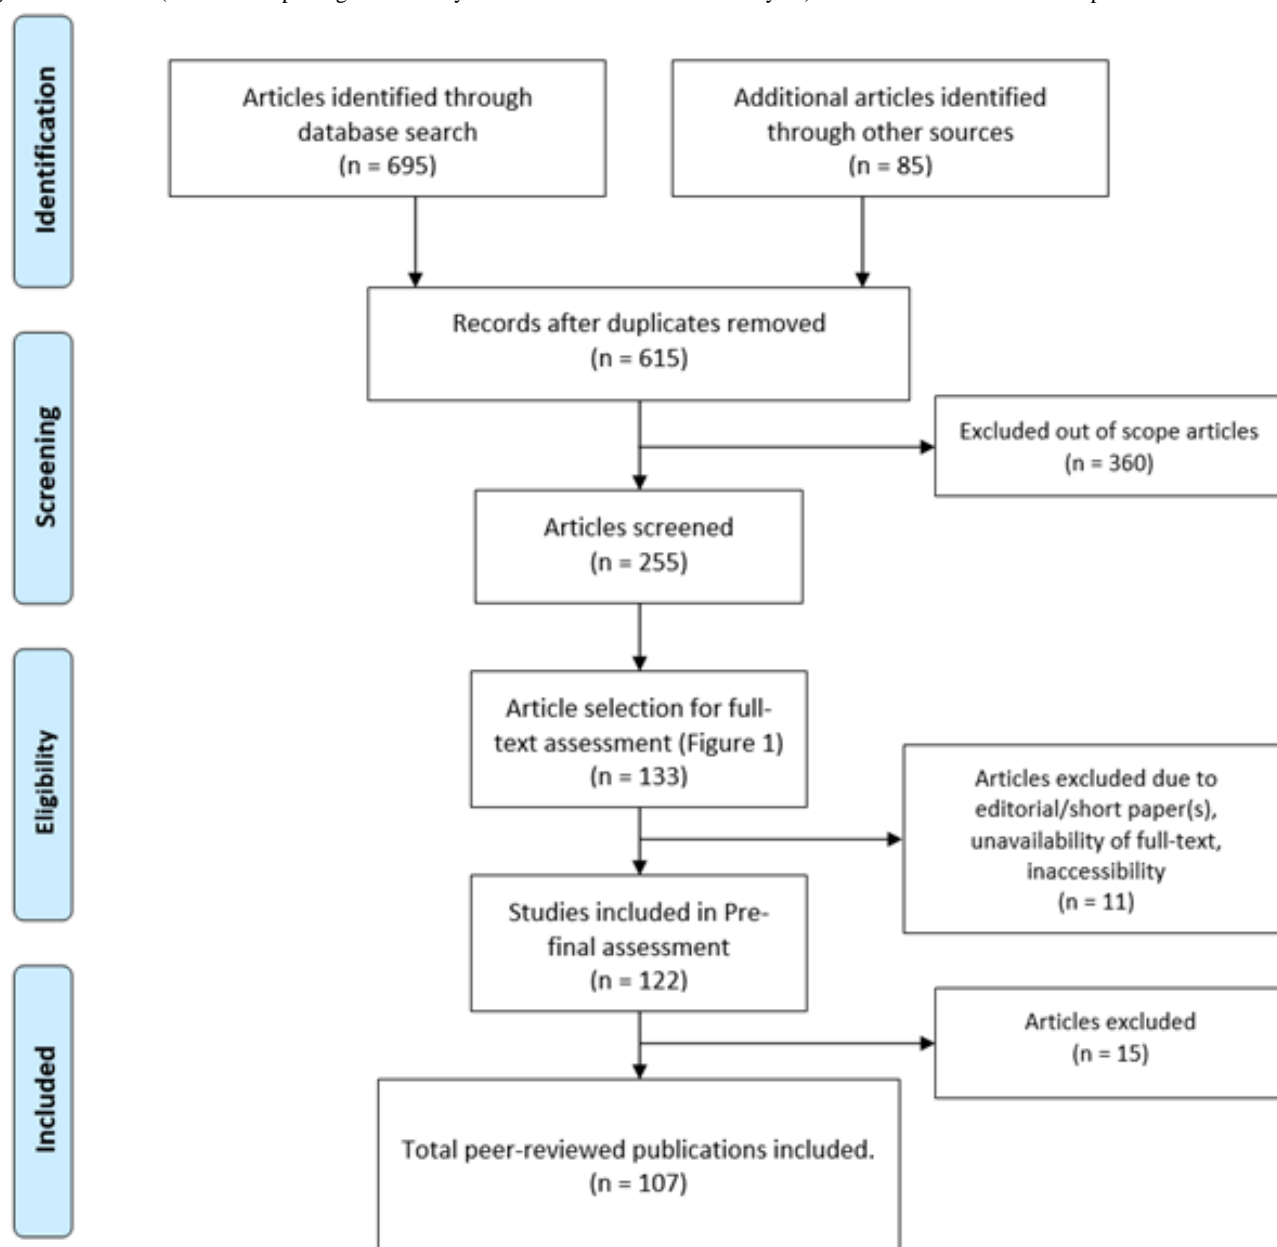 Identification
Articles identified through
database search
(n = 695)
Additional articles identified
through other sources
(n = 85)
Records after duplicates removed
(n = 615)
Screening
Excluded out of scope articles
(n = 360)
Articles screened
(n = 255)
Eligibility
Article selection for full-
text assessment (Figure 1)
(n = 133)
Articles excluded due to
editorial/short paper(s),
unavailability of full-text,
inaccessibility
(n = 11)
Studies included in Pre-
final assessment
(n = 122)
Included
Articles excluded
(n = 15)
Total peer-reviewed publications included.
(n = 107)